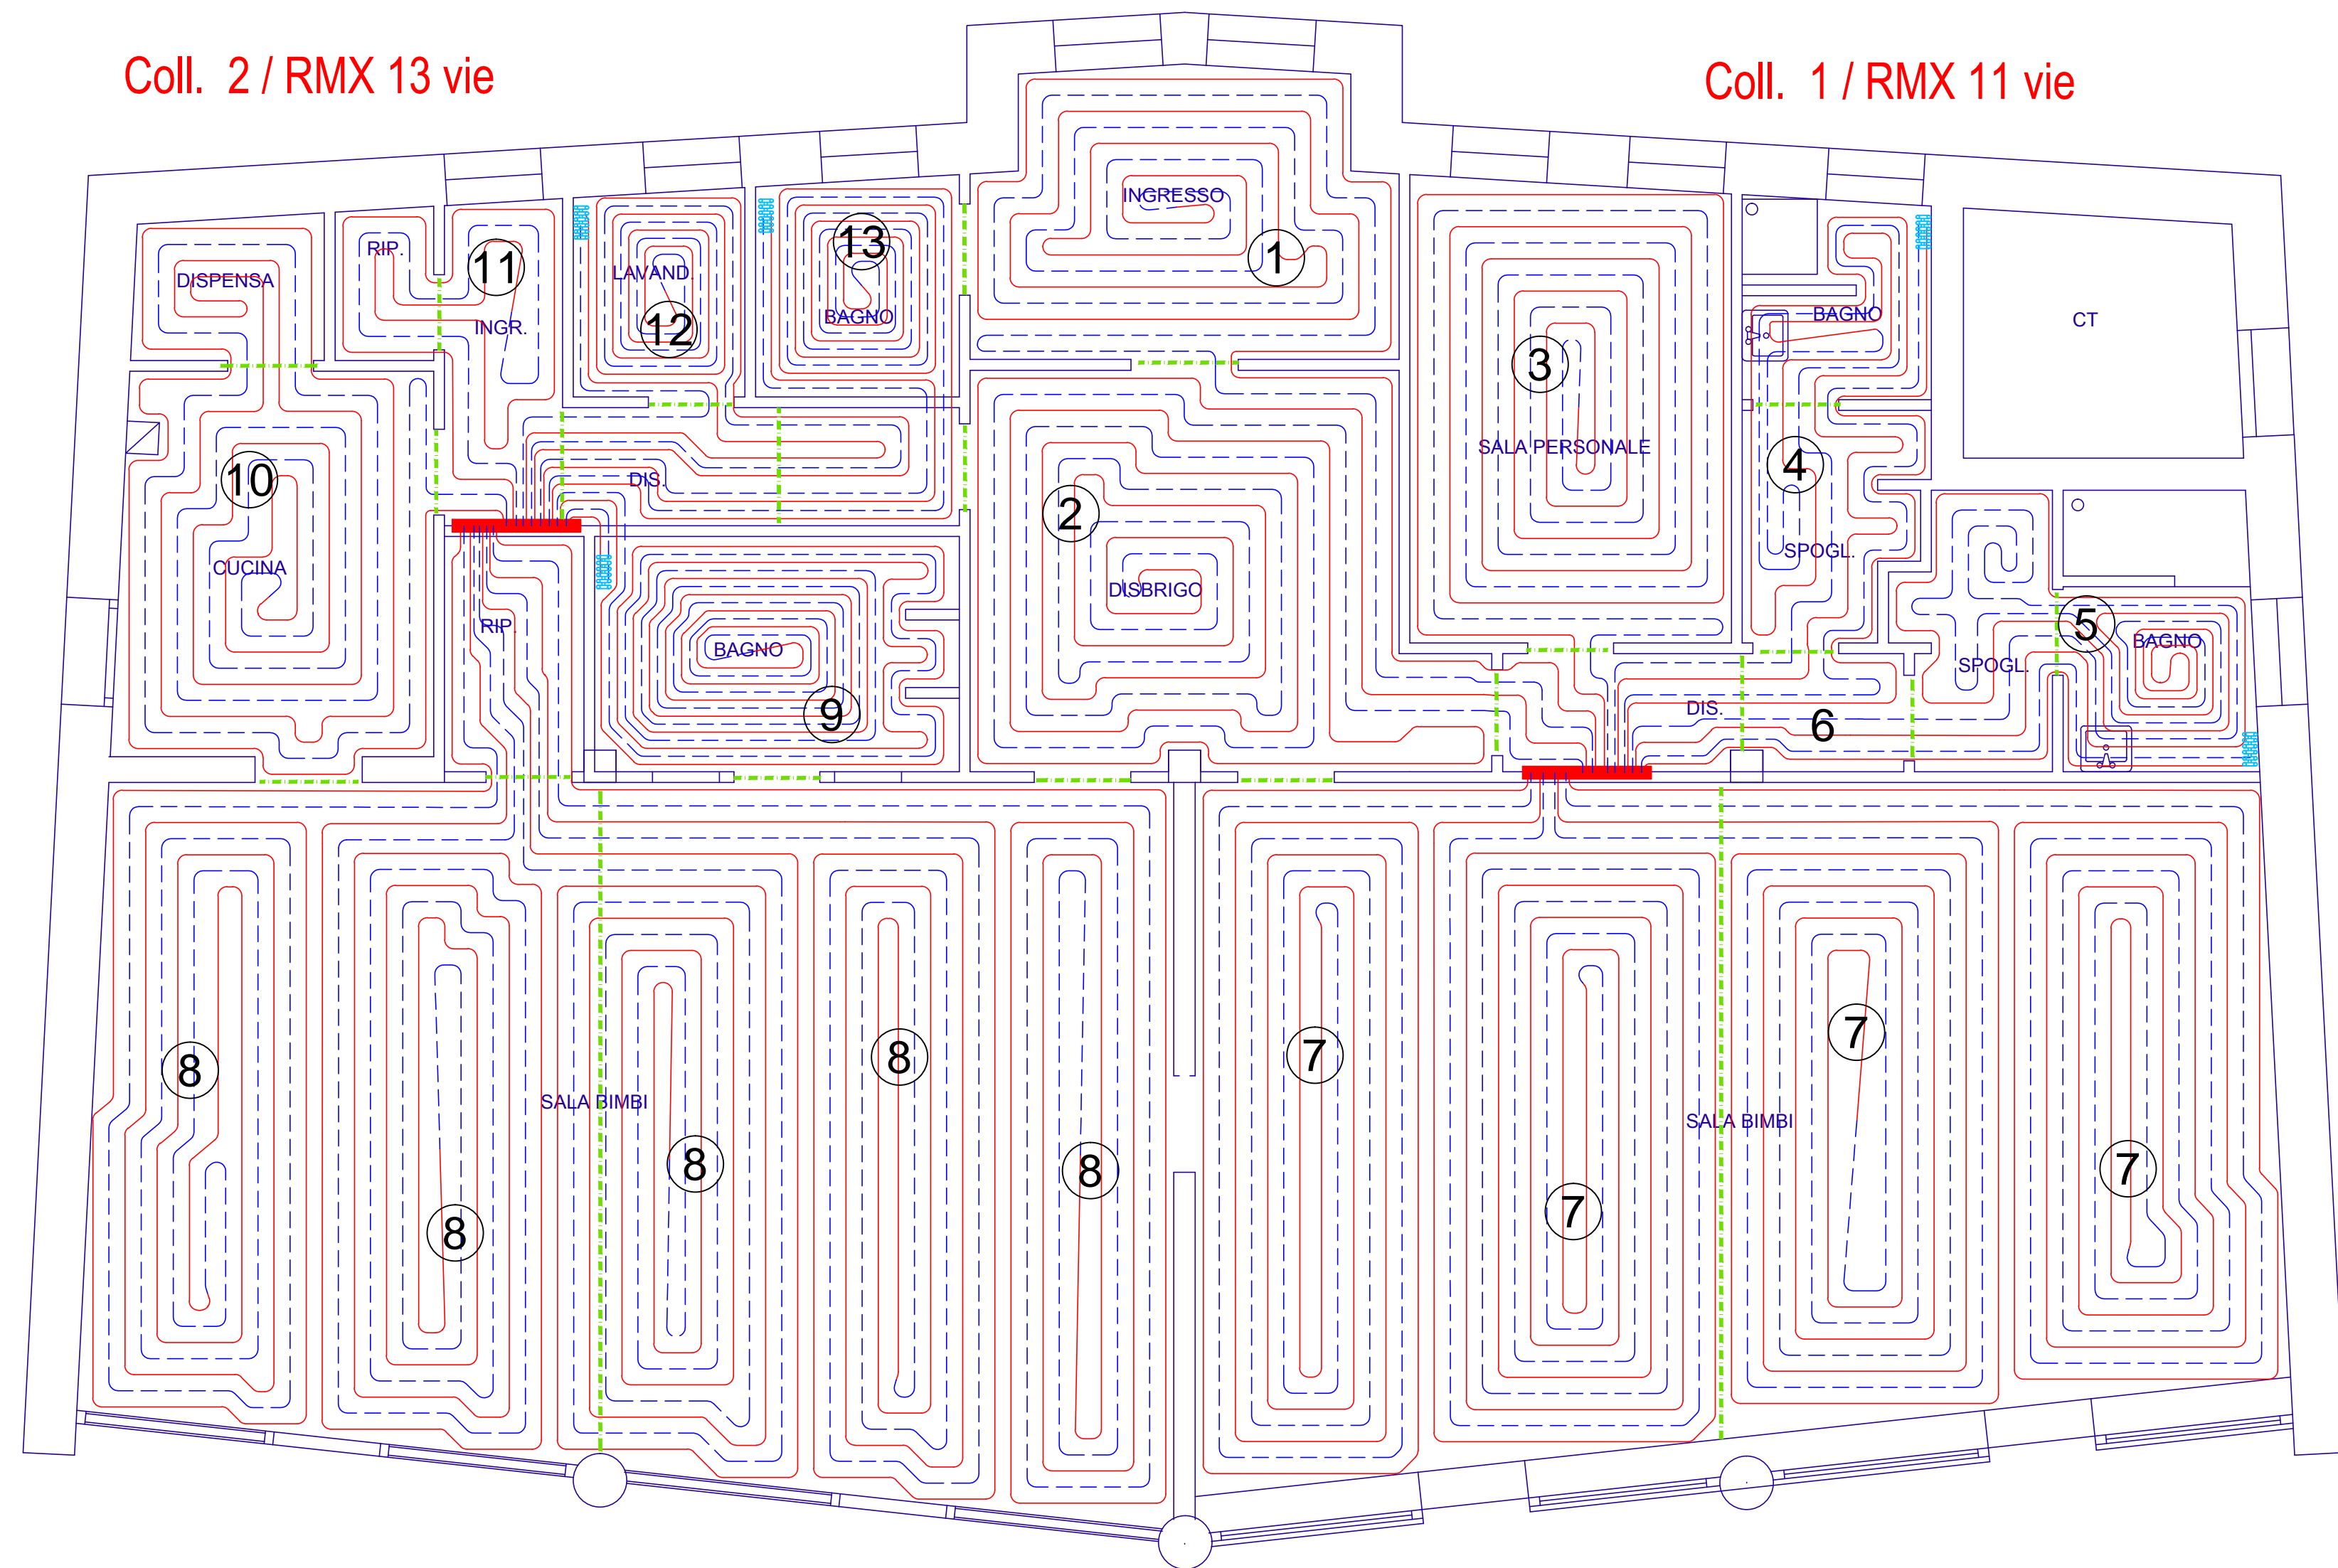 Coll.  2 / RMX 13 vie
Coll.  1 / RMX 11 vie
INGRESSO
1
RIP.
11
13
LAVAND.
DISPENSA
INGR.
12
BAGNO
BAGNO
CT
3
SALA PERSONALE
4
10
DIS.
2
SPOGL.
CUCINA
DISBRIGO
RIP.
5
BAGNO
BAGNO
SPOGL.
9
DIS.
6
8
8
7
7
SALA BIMBI
SALA BIMBI
8
8
7
7
8